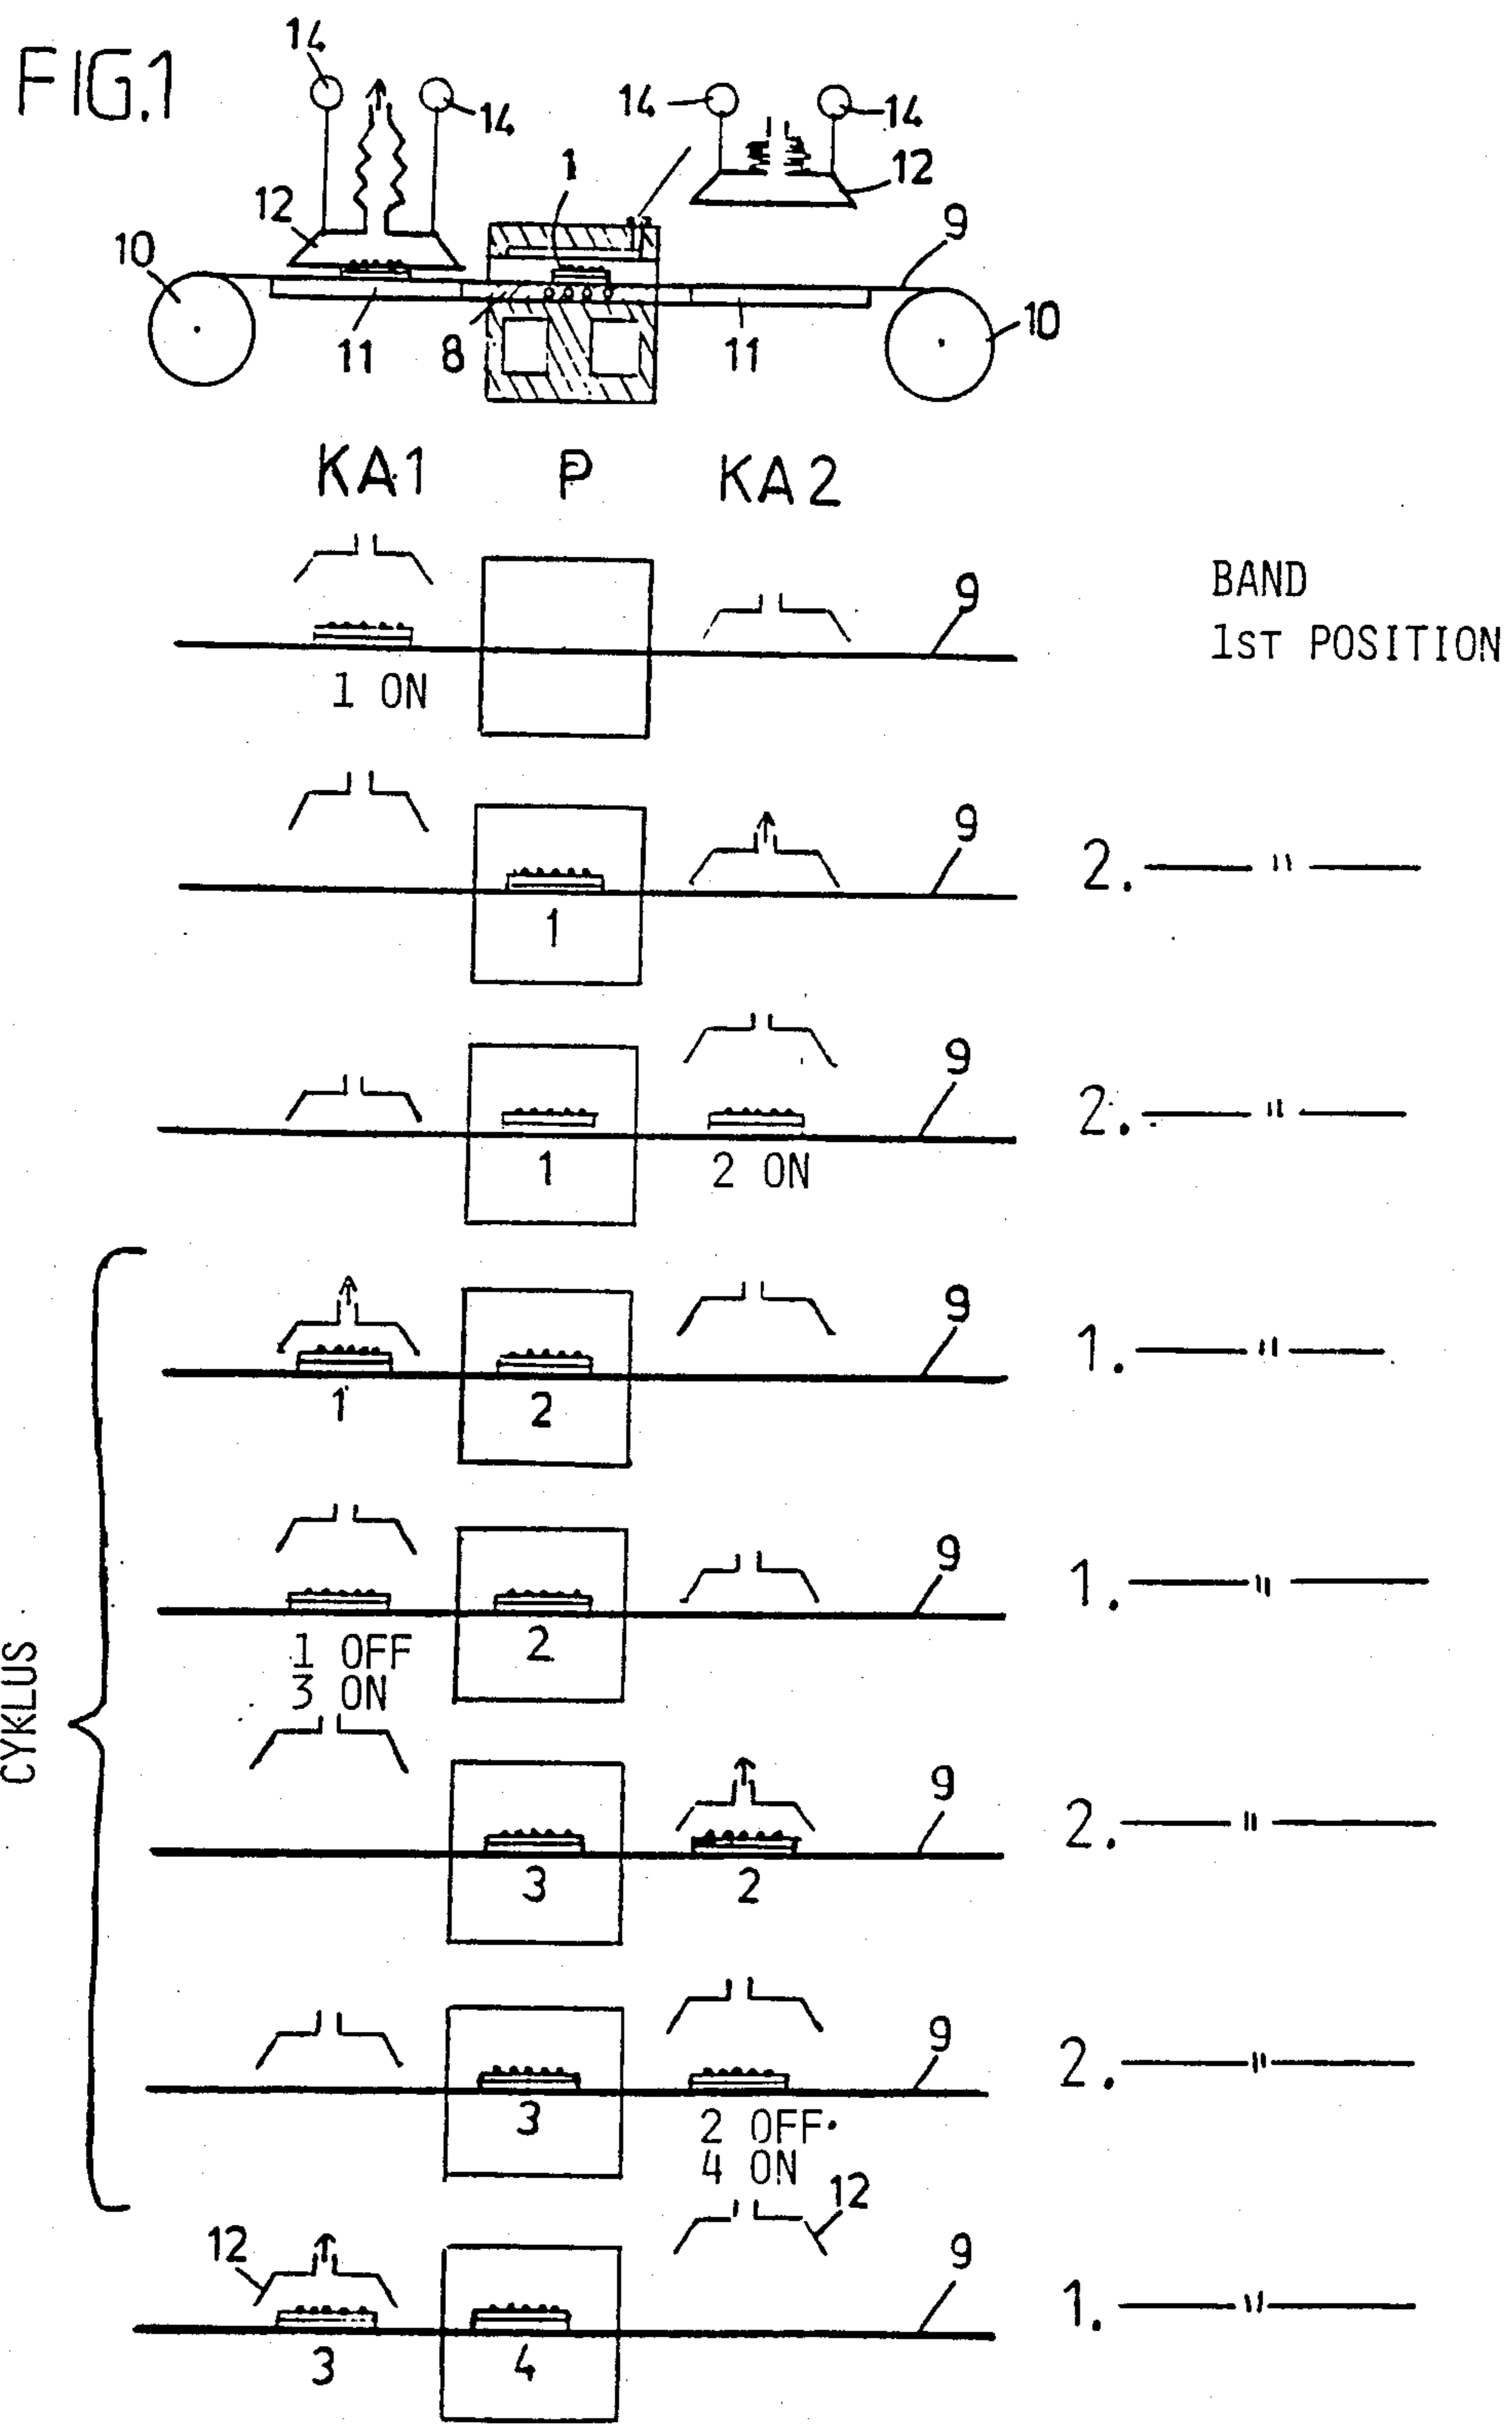 FIG.1
14
14
14
14
1
12
12
10
9
10
11
8
11
KA1 P KA2
9
BAND
1ST POSITION
1 ON
9
2. — " —
1
9
2. — " —
1
2 ON
9
1. — " —
1
2
9
1. — " —
1 OFF
3 ON
2
CYKLUS
9
2. — " —
3
2
9
2. — " —
3
2 OFF
4 ON
12
12
9
1. — " —
3
4